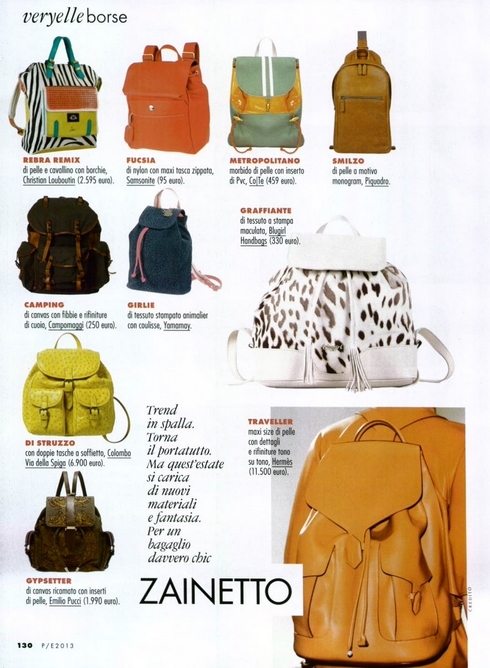 veryelle borse
REBRA REMIX
di pelle e cavallino con borchie,
Christian Louboutin (2.595 euro).
FUCSIA
di nylon con maxi tasca zippata,
Samsonite (95 euro).
METROPOLITANO
morbido di pelle con inserto
di Pvc, Co|Te (459 euro).
SMILZO
di pelle a motivo
monogram, Piquadro.
GRAFFIANTE
di tessuto a stampa
maculata, Blugirl
Handbags (330 euro).
CAMPING
di canvas con fibbie e rifiniture
di cuoio, Campomaggi (250 euro).
GIRLIE
di tessuto stampato animalier
con coulisse, Yamamay.
DI STRUZZO
con doppie tasche a soffietto, Colombo
Via della Spiga (6.900 euro).
Trend
in spalla.
Torna
il portatutto.
Ma quest'estate
si carica
di nuovi
materiali
e fantasia.
Per un
bagaglio
davvero chic
ZAINETTO
TRAVELLER
maxi size di pelle
con dettagli
e rifiniture tono
su tono, Hermès
(11.500 euro).
GYPSETTER
di canvas ricamato con inserti
di pelle, Emilio Pucci (1.990 euro).
CREDITO
130 P/E2013